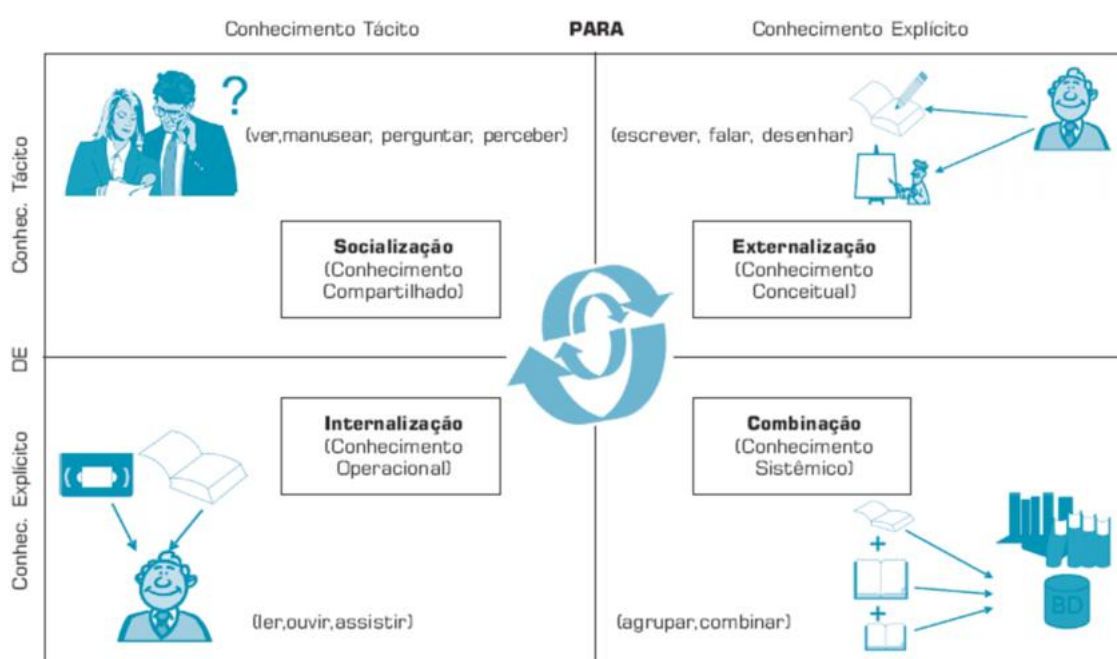 Conhecimento Tácito PARA Conhecimento Explícito
Conhec. Tácito
DE
Conhec. Explícito
?
(ver,manusear, perguntar, perceber)
(escrever, falar, desenhar)
Socialização
(Conhecimento
Compartilhado)
Externalização
(Conhecimento
Conceitual)
Internalização
(Conhecimento
Operacional)
Combinação
(Conhecimento
Sistêmico)
+
+
BD
(ler,ouvir,assistir)
(agrupar,combinar)